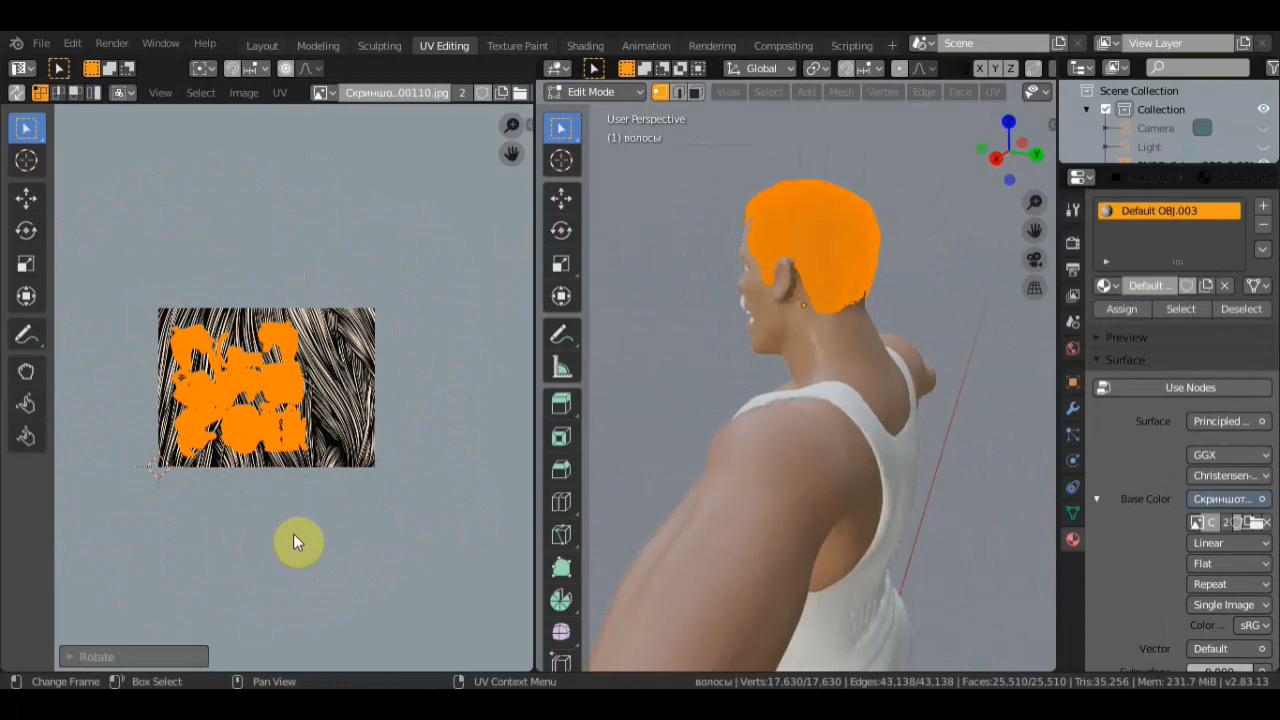 File Edit Render Window Help Layout Modeling Sculpting UV Editing Texture Paint Shading Animation Rendering Compositing Scripting + Scene View Layer
Global X Y Z
View Select Image UV Скриншо...00110.jpg 2 Edit Mode View Select Add Mesh Vertex Edge Face UV
Scene Collection
Collection
Camera
Light
User Perspective
(1) волосы
Z
Y
X
Default OBJ.003
Default ...
Assign Select Deselect
Preview
Surface
Use Nodes
Surface Principled ...
GGX
Christensen-...
Base Color Скриншот...
С 2
Linear
Flat
Repeat
Single Image
Color ... sRG
Vector Default
0.000
Rotate
Change Frame Box Select Pan View UV Context Menu волосы | Verts:17,630/17,630 | Edges:43,138/43,138 | Faces:25,510/25,510 | Tris:35,256 | Mem: 231.7 MiB | v2.83.13